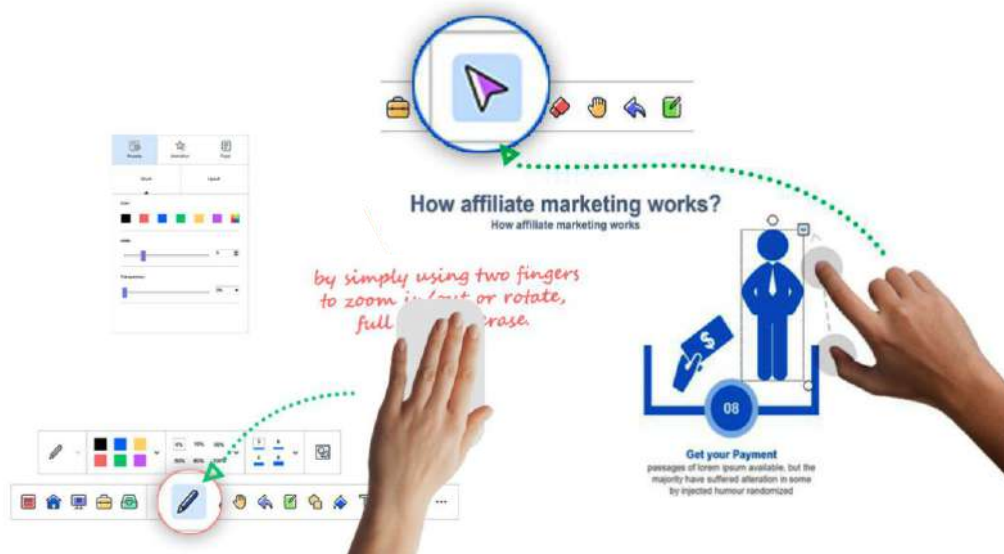 How affiliate marketing works?
How affiliate marketing works
by simply using two fingers
to zoom in/out or rotate,
full erase.
$
08
Get your Payment
passages of lorem ipsum available, but the
majority have suffered alteration in some
by injected humour randomized